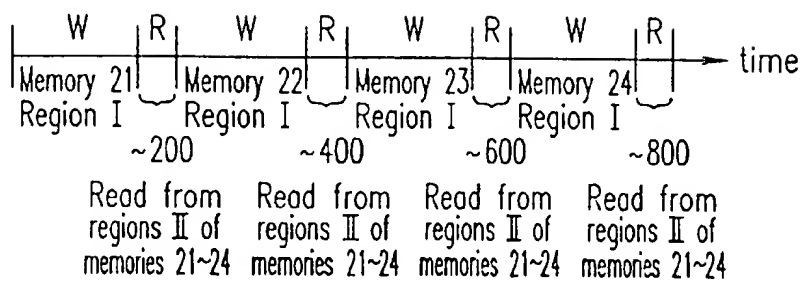 W R W R W R W R
time
Memory 21 Memory 22 Memory 23 Memory 24
Region I Region I Region I Region I
~200 ~400 ~600 ~800
Read from Read from Read from Read from
regions II of regions II of regions II of regions II of
memories 21~24 memories 21~24 memories 21~24 memories 21~24